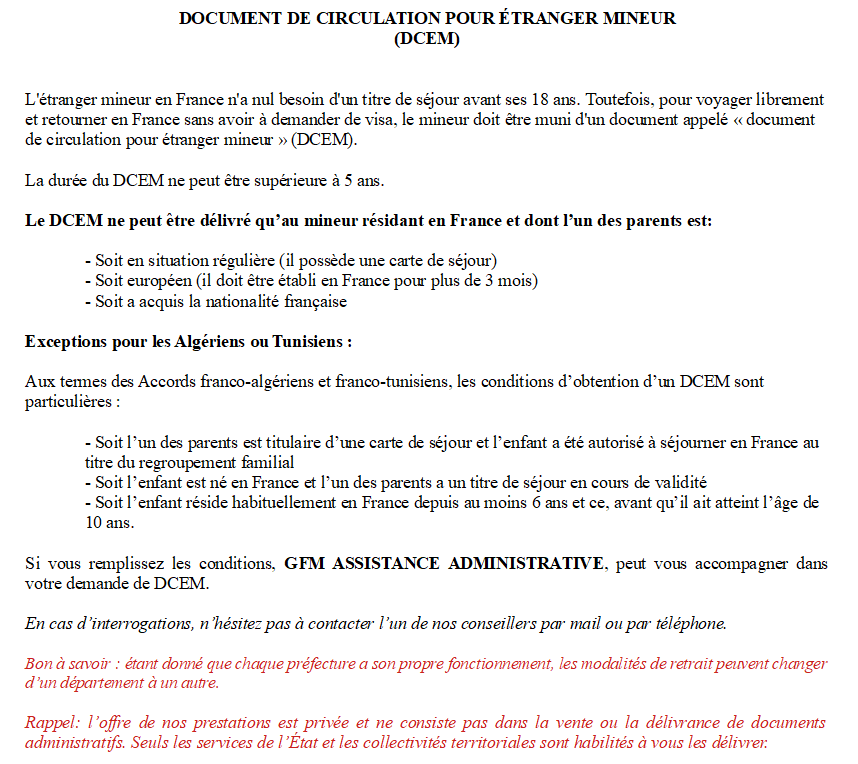 DOCUMENT DE CIRCULATION POUR ÉTRANGER MINEUR
(DCEM)
L'étranger mineur en France n'a nul besoin d'un titre de séjour avant ses 18 ans. Toutefois, pour voyager librement
et retourner en France sans avoir à demander de visa, le mineur doit être muni d'un document appelé « document
de circulation pour étranger mineur » (DCEM).
La durée du DCEM ne peut être supérieure à 5 ans.
Le DCEM ne peut être délivré qu’au mineur résidant en France et dont l’un des parents est:
- Soit en situation régulière (il possède une carte de séjour)
- Soit européen (il doit être établi en France pour plus de 3 mois)
- Soit a acquis la nationalité française
Exceptions pour les Algériens ou Tunisiens :
Aux termes des Accords franco-algériens et franco-tunisiens, les conditions d’obtention d’un DCEM sont
particulières :
- Soit l’un des parents est titulaire d’une carte de séjour et l’enfant a été autorisé à séjourner en France au
titre du regroupement familial
- Soit l’enfant est né en France et l’un des parents a un titre de séjour en cours de validité
- Soit l’enfant réside habituellement en France depuis au moins 6 ans et ce, avant qu’il ait atteint l’âge de
10 ans.
Si vous remplissez les conditions, GFM ASSISTANCE ADMINISTRATIVE, peut vous accompagner dans
votre demande de DCEM.
En cas d’interrogations, n’hésitez pas à contacter l’un de nos conseillers par mail ou par téléphone.
Bon à savoir : étant donné que chaque préfecture a son propre fonctionnement, les modalités de retrait peuvent changer
d’un département à un autre.
Rappel: l’offre de nos prestations est privée et ne consiste pas dans la vente ou la délivrance de documents
administratifs. Seuls les services de l’État et les collectivités territoriales sont habilités à vous les délivrer.